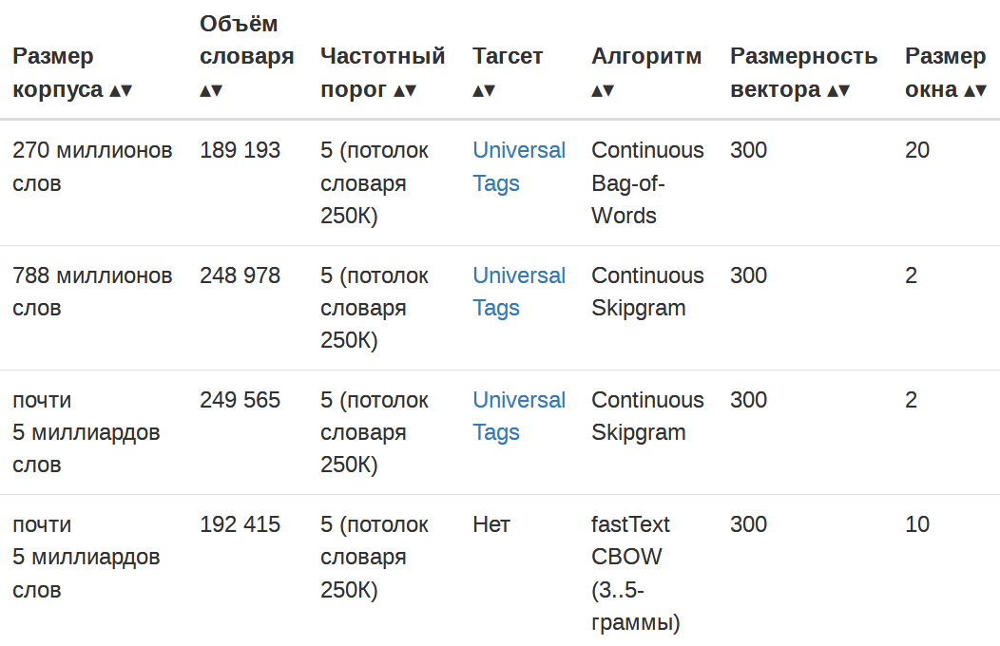 Размер корпуса ▲▼
Объём словаря ▲▼
Частотный порог ▲▼
Тагсет ▲▼
Алгоритм ▲▼
Размерность вектора ▲▼
Размер окна ▲▼
270 миллионов слов
189 193
5 (потолок словаря 250К)
Universal Tags
Continuous Bag-of-Words
300
20
788 миллионов слов
248 978
5 (потолок словаря 250К)
Universal Tags
Continuous Skipgram
300
2
почти 5 миллиардов слов
249 565
5 (потолок словаря 250К)
Universal Tags
Continuous Skipgram
300
2
почти 5 миллиардов слов
192 415
5 (потолок словаря 250К)
Нет
fastText CBOW (3..5-граммы)
300
10